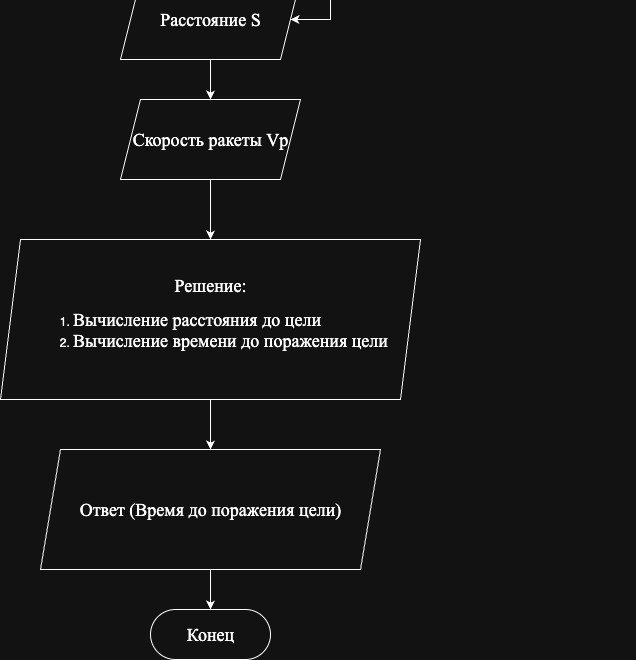 Расстояние S
Скорость ракеты Vp
Решение:
1. Вычисление расстояния до цели
2. Вычисление времени до поражения цели
Ответ (Время до поражения цели)
Конец